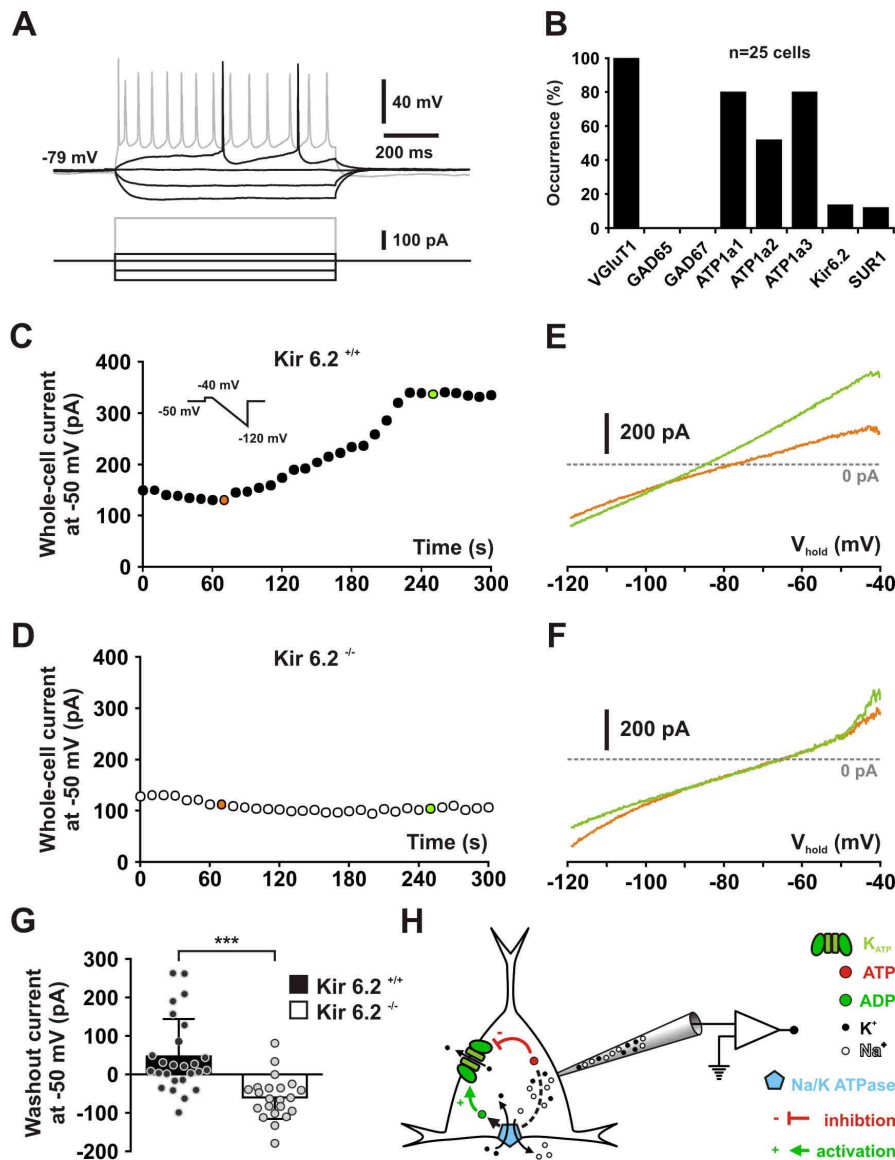 A
-79 mV
40 mV
200 ms
100 pA
B
n=25 cells
Occurrence (%)
100
80
60
40
20
0
VGluT1
GAD65
GAD67
ATP1a1
ATP1a2
ATP1a3
Kir6.2
SUR1
C
Kir 6.2 +/+
Whole-cell current
at -50 mV (pA)
400
300
200
100
0
-40 mV
-50 mV
-120 mV
Time (s)
0 60 120 180 240 300
E
200 pA
0 pA
Vhold (mV)
-120 -100 -80 -60 -40
D
Kir 6.2 -/-
Whole-cell current
at -50 mV (pA)
400
300
200
100
0
Time (s)
0 60 120 180 240 300
F
200 pA
0 pA
Vhold (mV)
-120 -100 -80 -60 -40
G
Washout current
at -50 mV (pA)
300
200
100
0
-100
-200
***
Kir 6.2 +/+
Kir 6.2 -/-
H
-
+
KATP
ATP
ADP
K+
Na+
Na/K ATPase
- inhibtion
+ activation